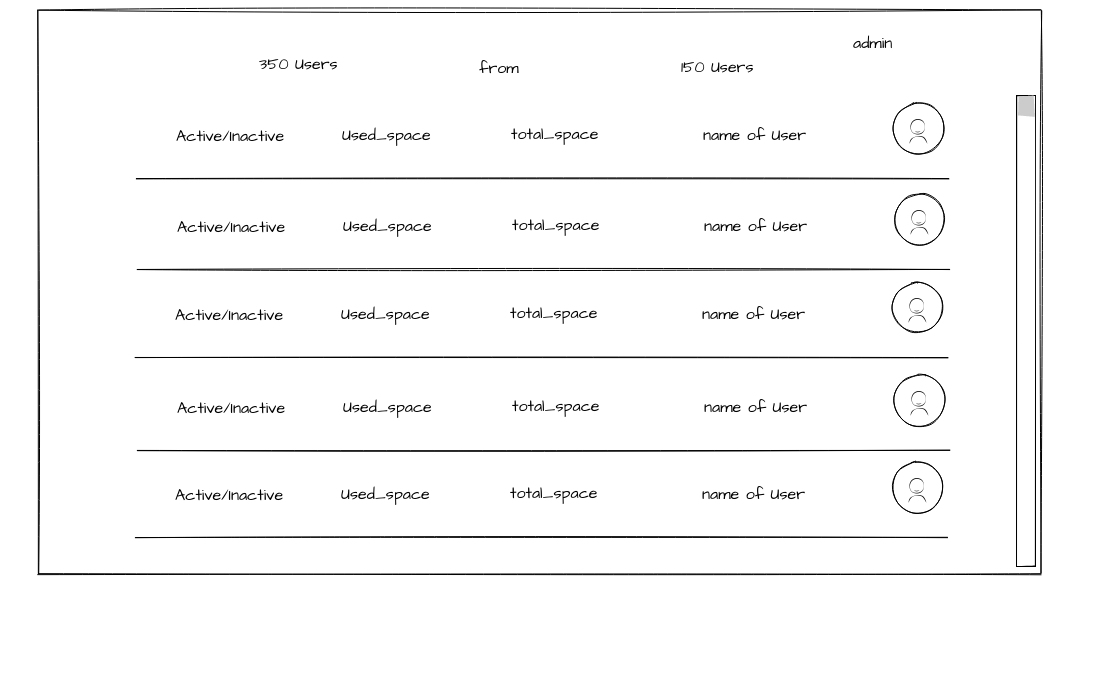 admin
350 Users from 150 Users
Active/Inactive Used_space total_space name of User
Active/Inactive Used_space total_space name of User
Active/Inactive Used_space total_space name of User
Active/Inactive Used_space total_space name of User
Active/Inactive Used_space total_space name of User